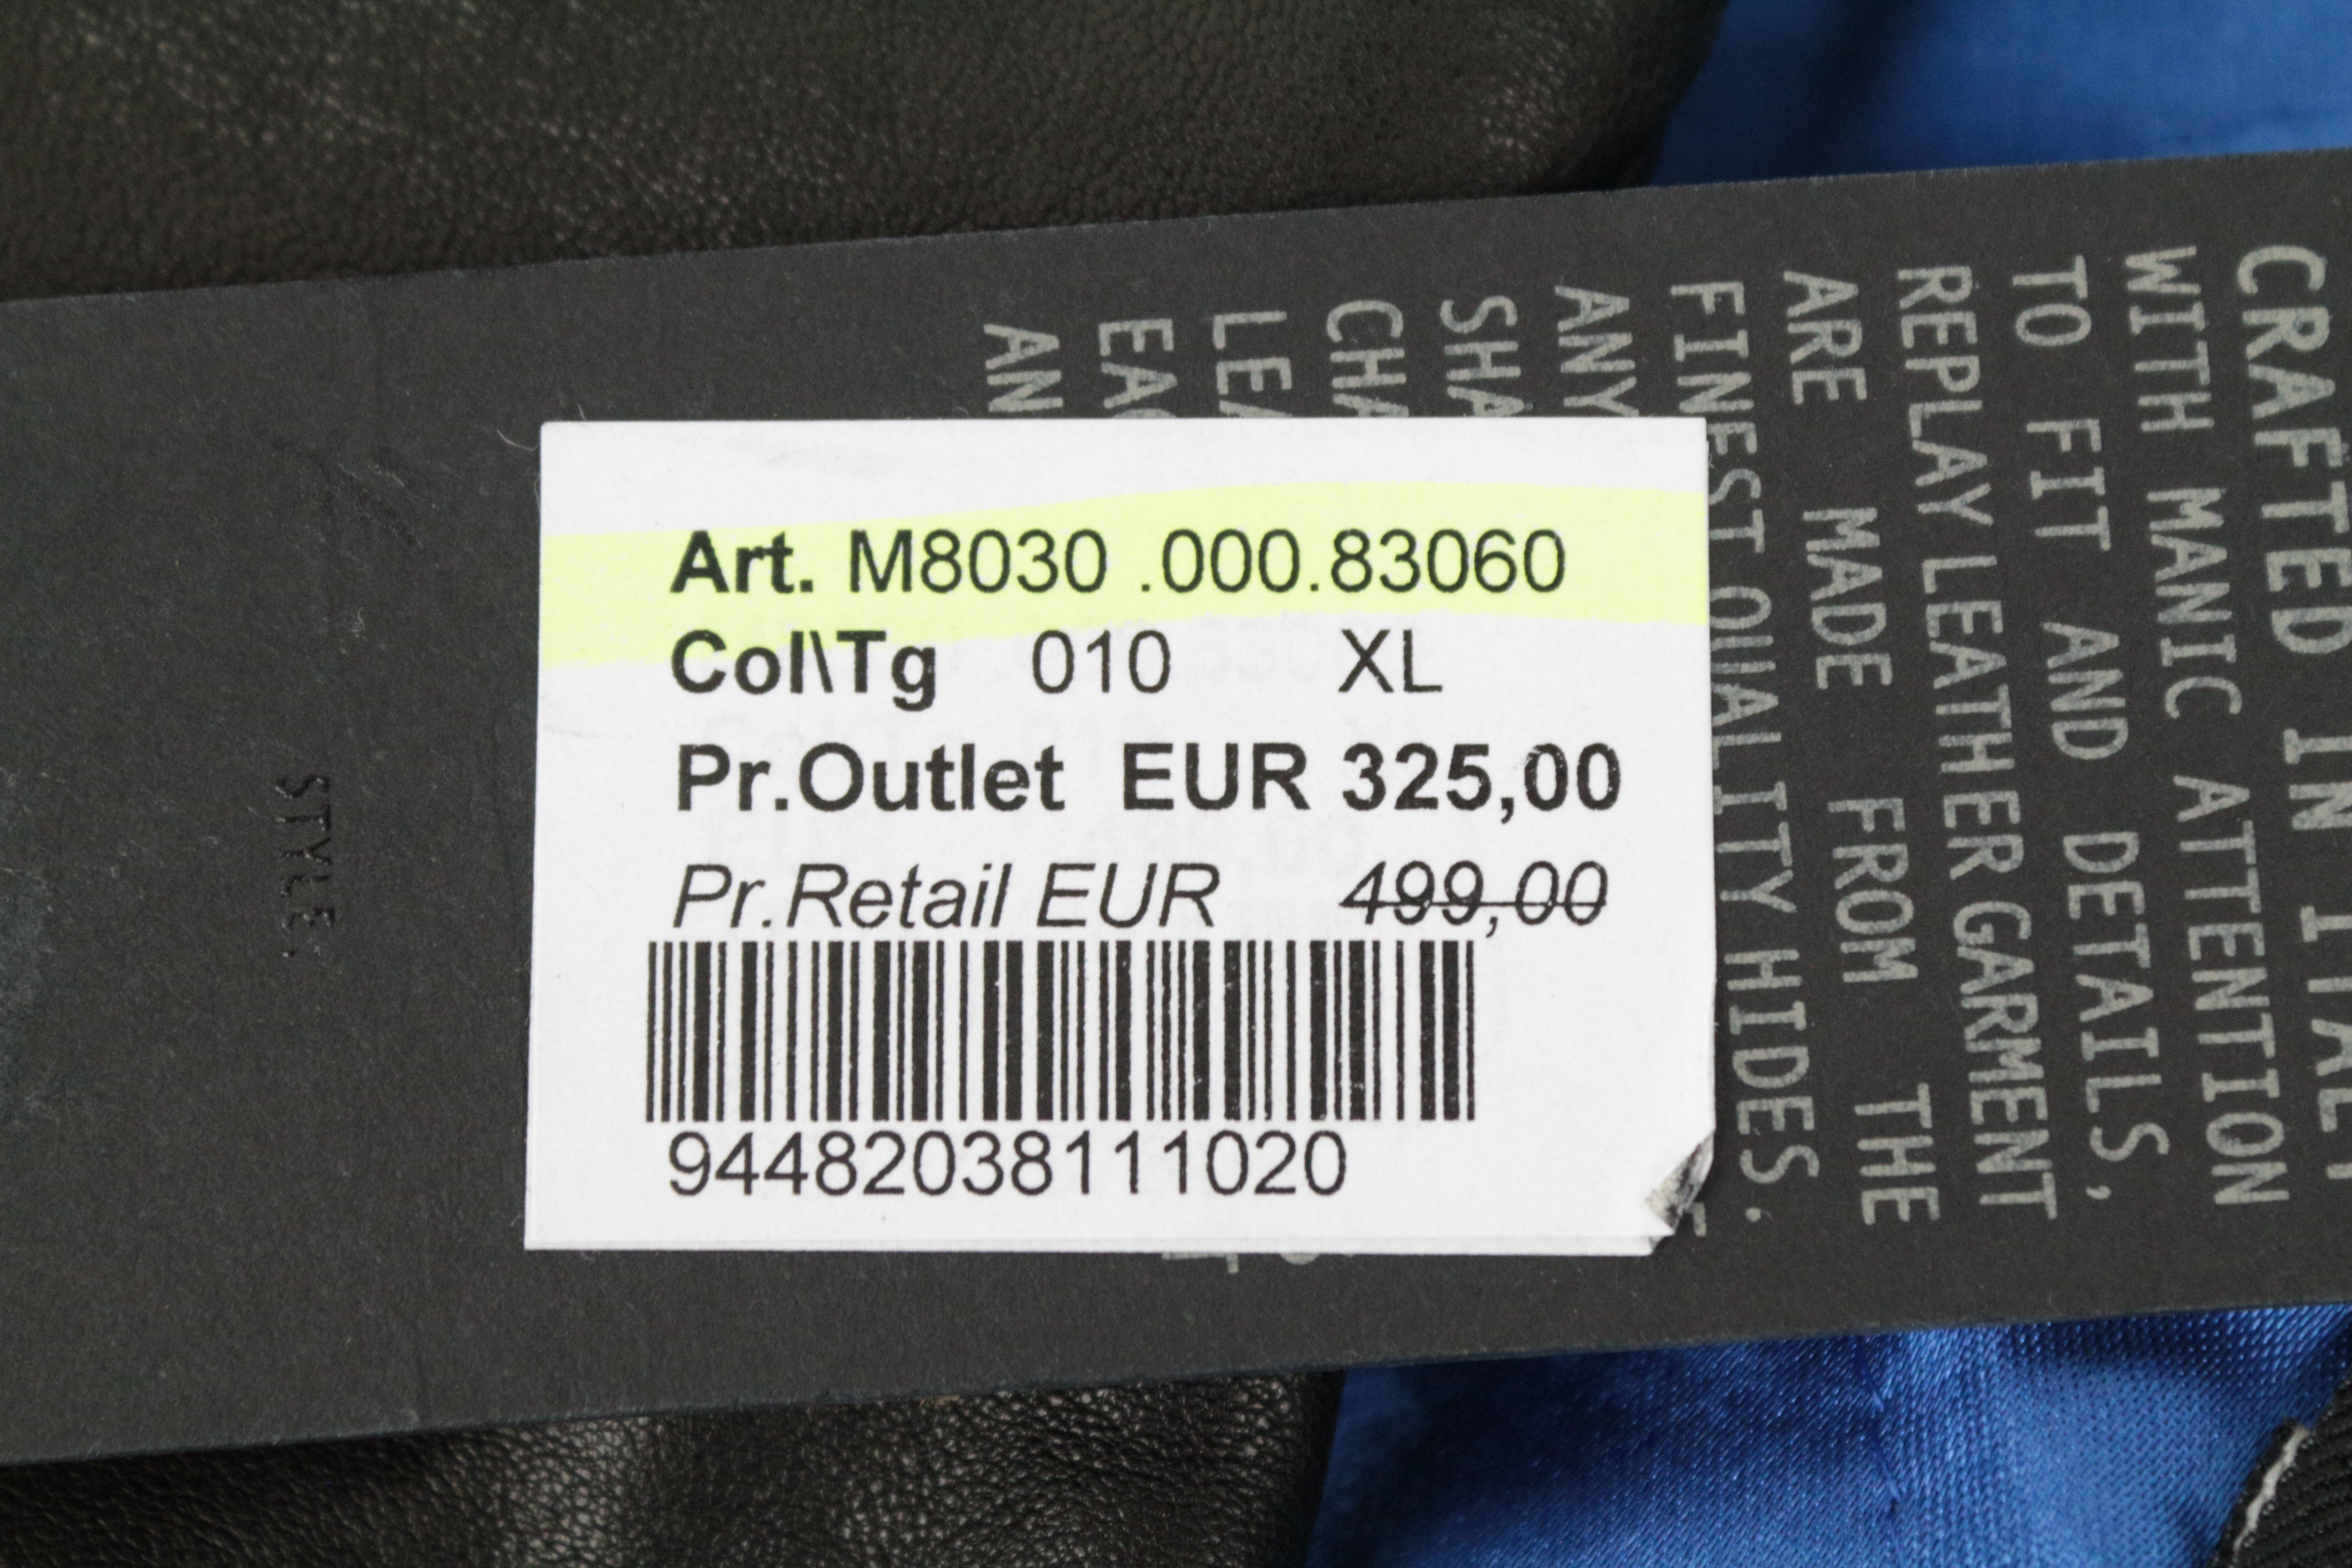 Art. M8030 .000.83060
Col\Tg 010 XL
Pr.Outlet EUR 325,00
Pr.Retail EUR 499,00
94482038111020
STYLE:
CRAFTED IN
WITH MANIC ATTENTION
TO FIT AND DETAILS,
REPLAY LEATHER GARMENT
ARE MADE FROM THE
FINEST QUALITY HIDES.
ANY